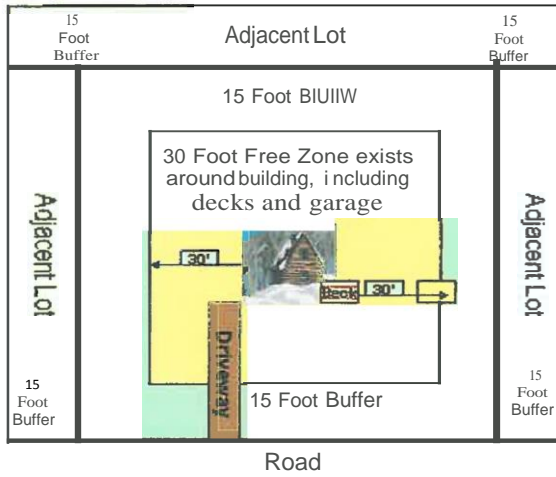 15
Foot
Buffer
Adjacent Lot
15
Foot
Buffer
15 Foot BIUIIW
30 Foot Free Zone exists
around building, including
decks and garage
Adjacent Lot
Adjacent Lot
30'
Deck
30'
Driveway
15
Foot
Buffer
15 Foot Buffer
15
Foot
Buffer
Road